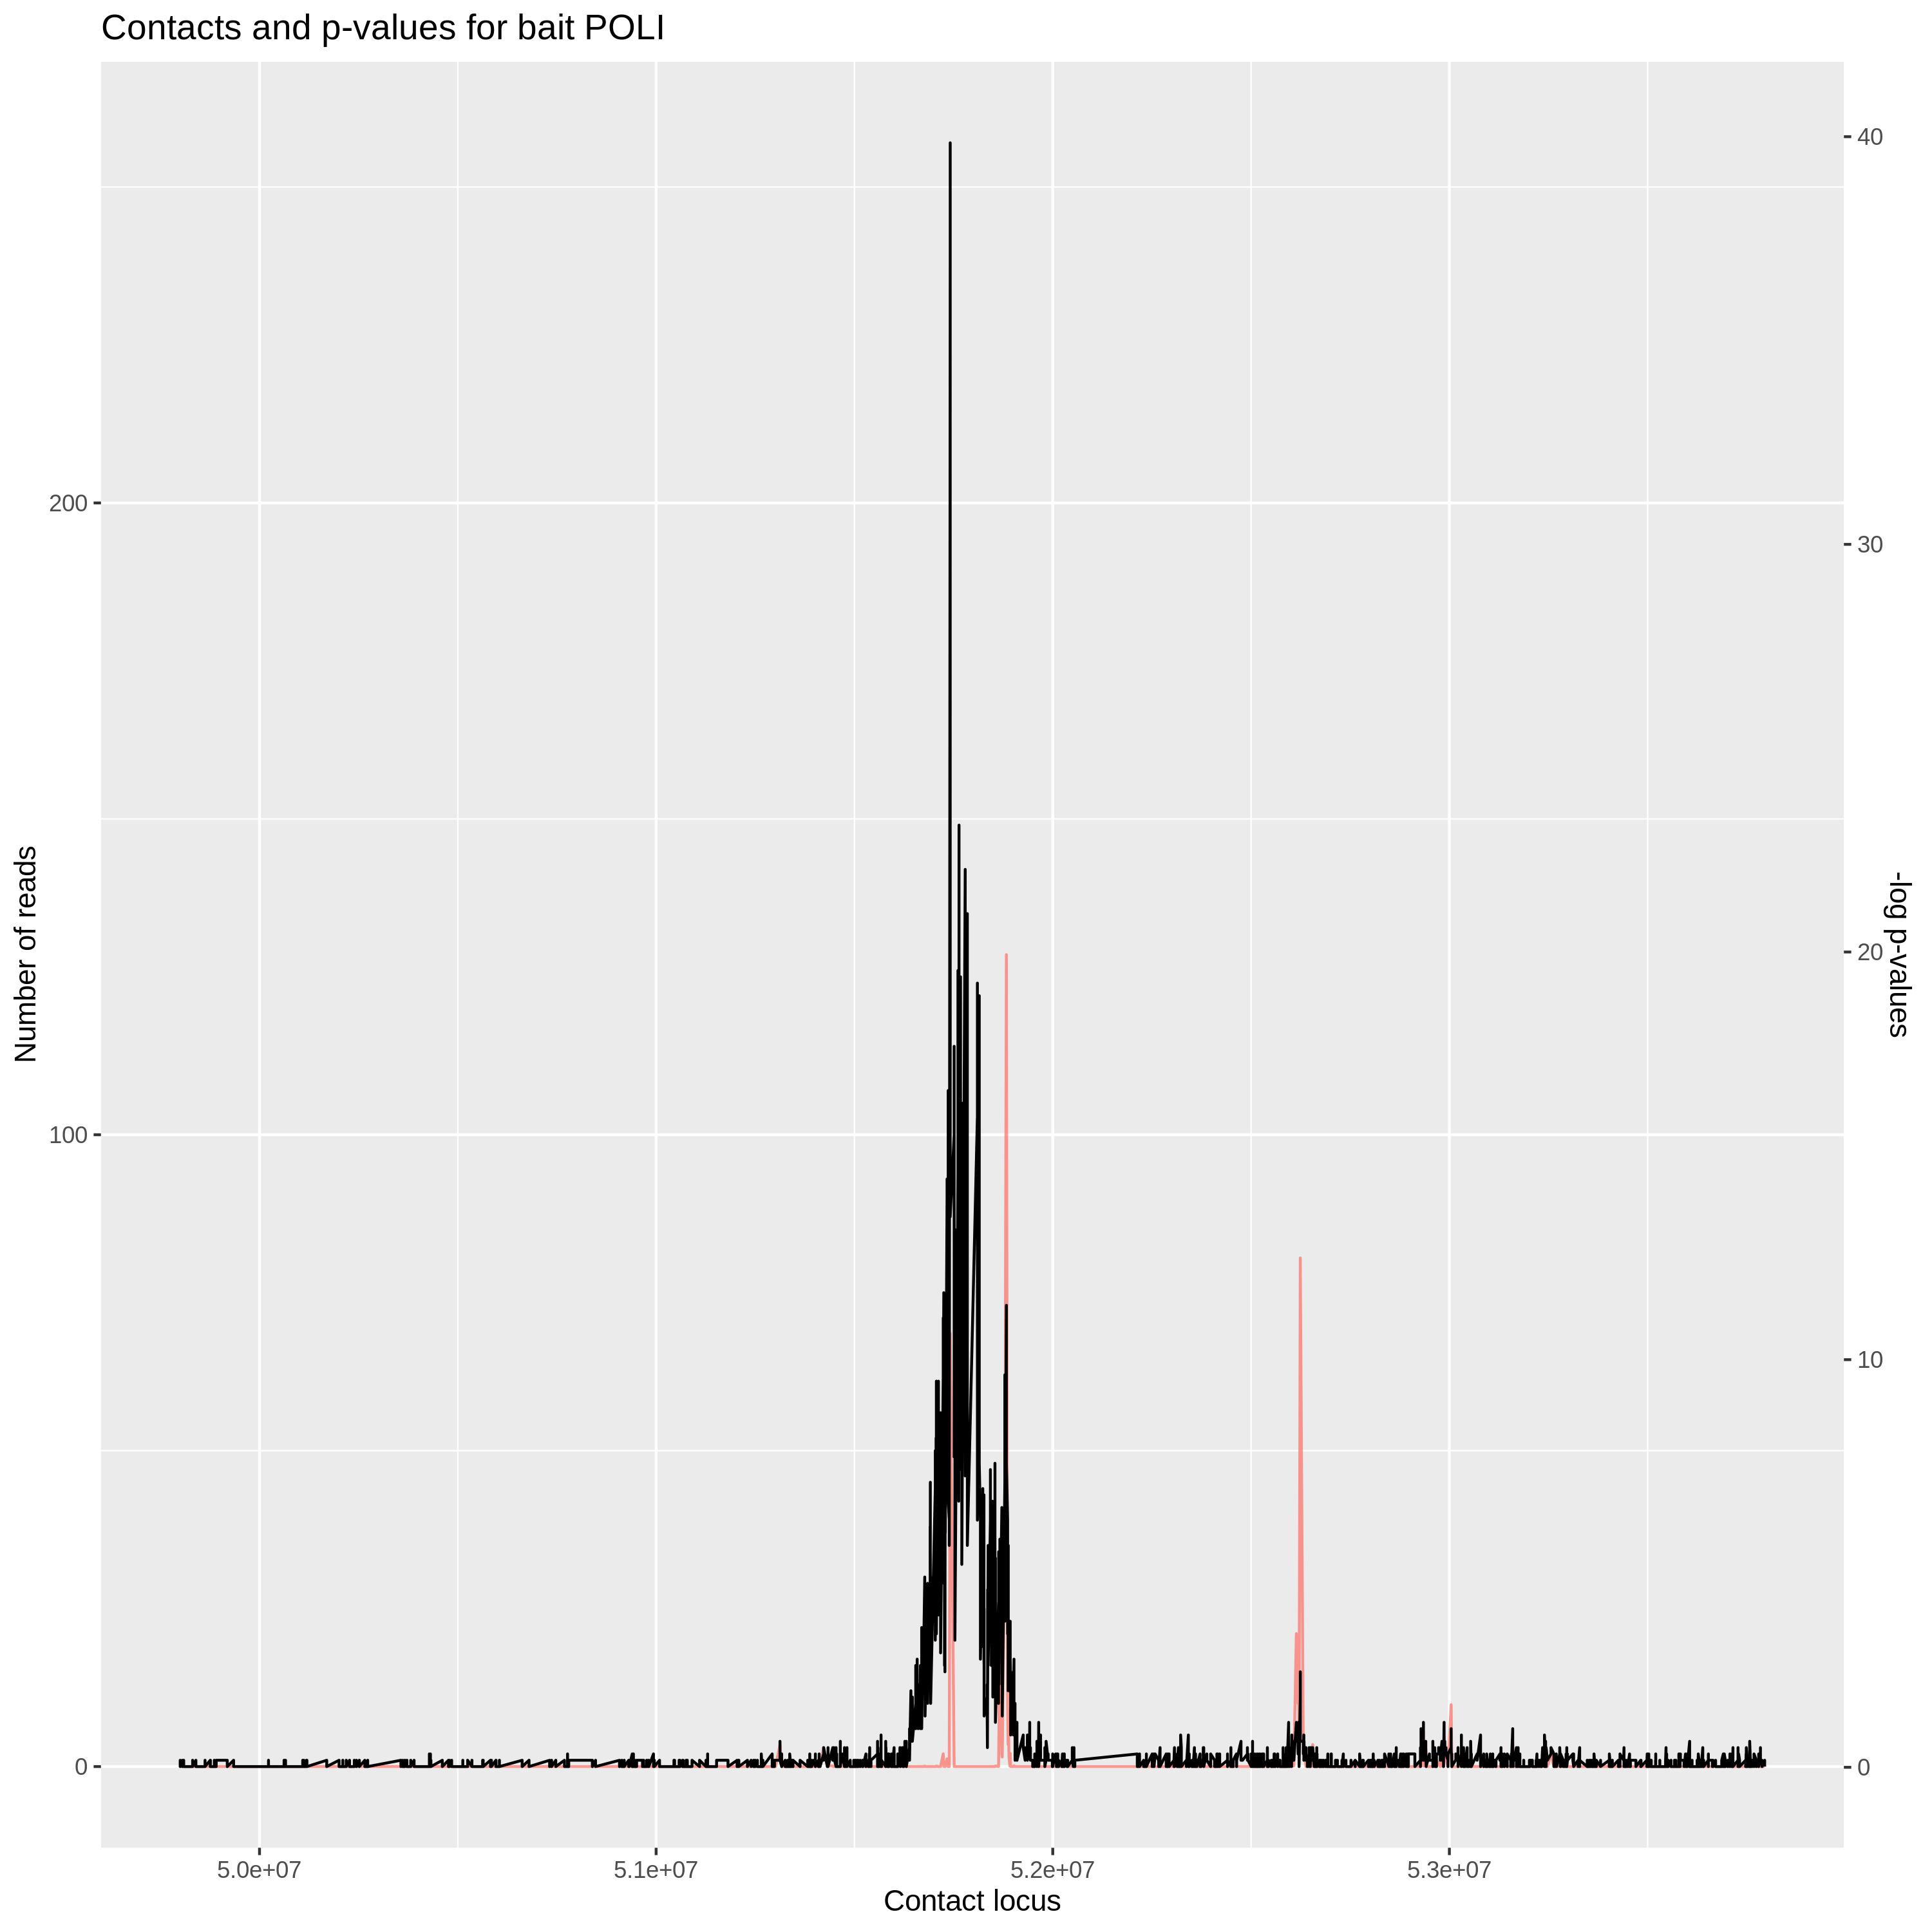 Contacts and p-values for bait POLI
Number of reads
200
100
0
40
30
20
10
0
-log p-values
5.0e+07
5.1e+07
5.2e+07
5.3e+07
Contact locus